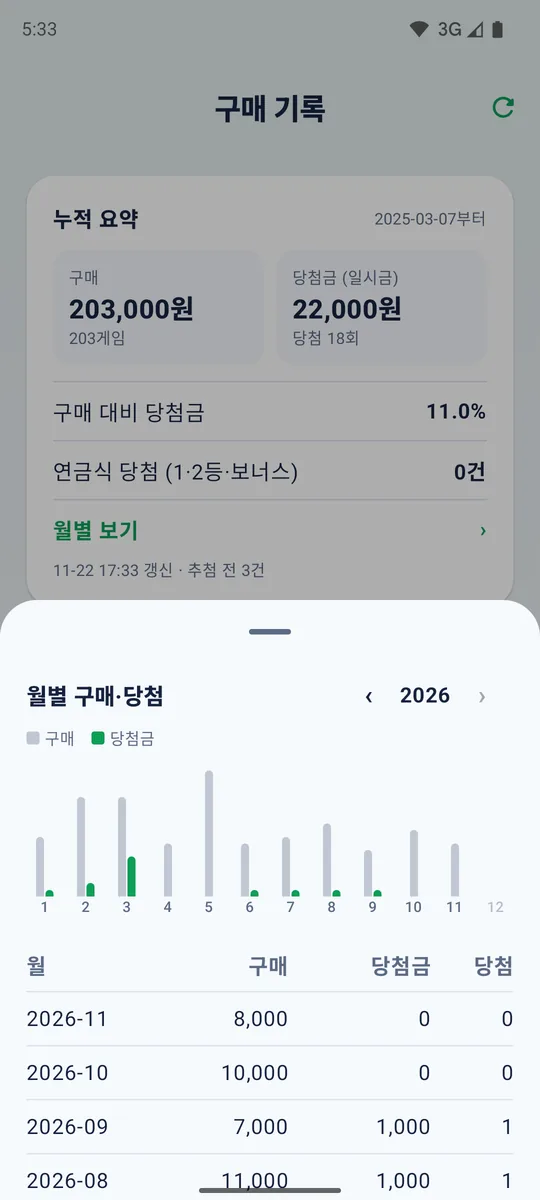 5:33
3G
구매 기록
누적 요약
2025-03-07부터
구매
203,000원
203게임
당첨금 (일시금)
22,000원
당첨 18회
구매 대비 당첨금 11.0%
연금식 당첨 (1·2등·보너스) 0건
월별 보기 ›
11-22 17:33 갱신 · 추첨 전 3건
월별 구매·당첨
‹ 2026 ›
구매 당첨금
1 2 3 4 5 6 7 8 9 10 11 12
월 구매 당첨금 당첨
2026-11 8,000 0 0
2026-10 10,000 0 0
2026-09 7,000 1,000 1
2026-08 11,000 1,000 1